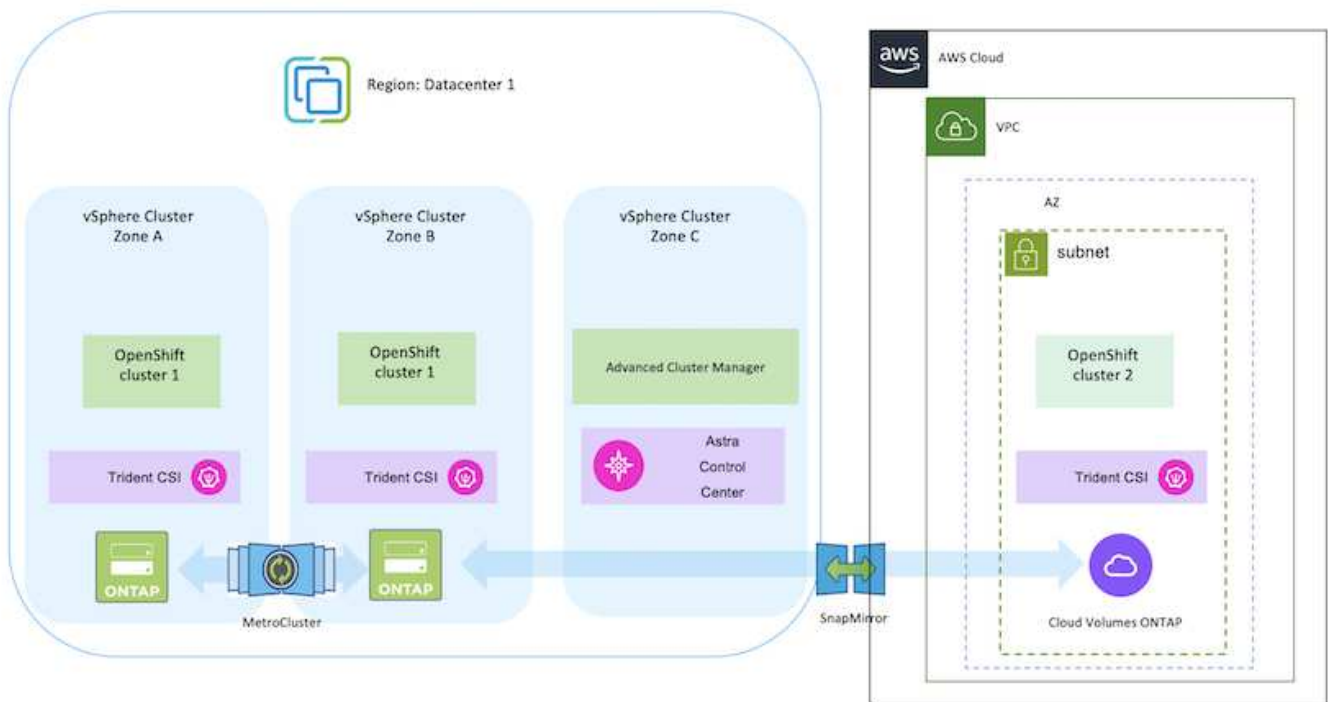 Region: Datacenter 1
vSphere Cluster
Zone A
OpenShift
cluster 1
Trident CSI
ONTAP
MetroCluster
vSphere Cluster
Zone B
OpenShift
cluster 1
Trident CSI
ONTAP
vSphere Cluster
Zone C
Advanced Cluster Manager
Astra
Control
Center
SnapMirror
aws
AWS Cloud
VPC
AZ
subnet
OpenShift
cluster 2
Trident CSI
Cloud Volumes ONTAP